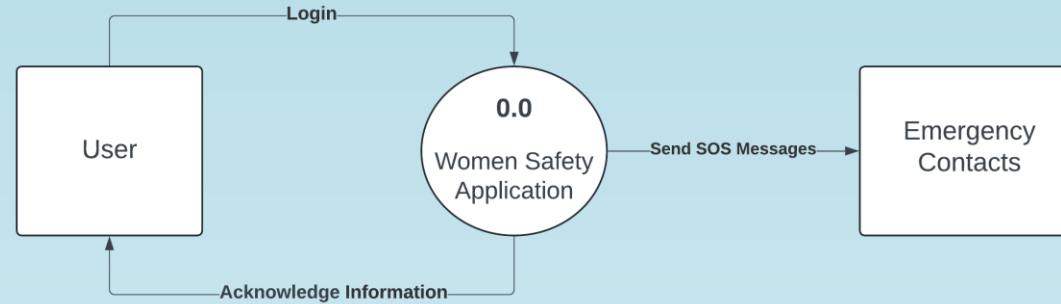 Login
User
0.0
Women Safety
Application
Send SOS Messages
Emergency
Contacts
Acknowledge Information